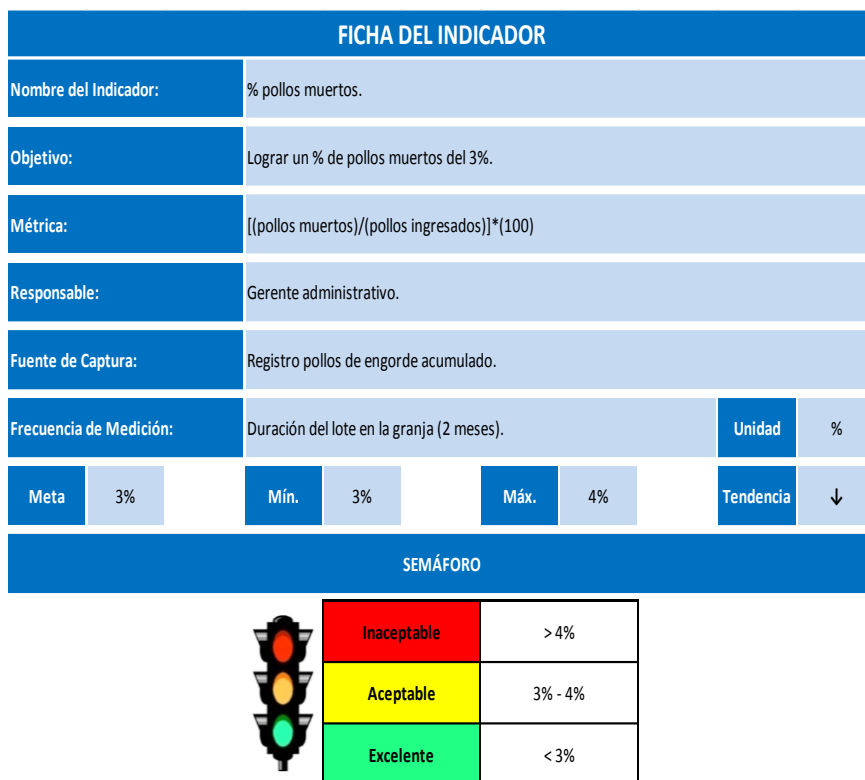 FICHA DEL INDICADOR
Nombre del Indicador: % pollos muertos.
Objetivo: Lograr un % de pollos muertos del 3%.
Métrica: [(pollos muertos)/(pollos ingresados)]*(100)
Responsable: Gerente administrativo.
Fuente de Captura: Registro pollos de engorde acumulado.
Frecuencia de Medición: Duración del lote en la granja (2 meses). Unidad %
Meta 3% Mín. 3% Máx. 4% Tendencia ↓
SEMÁFORO
Inaceptable > 4%
Aceptable 3% - 4%
Excelente < 3%